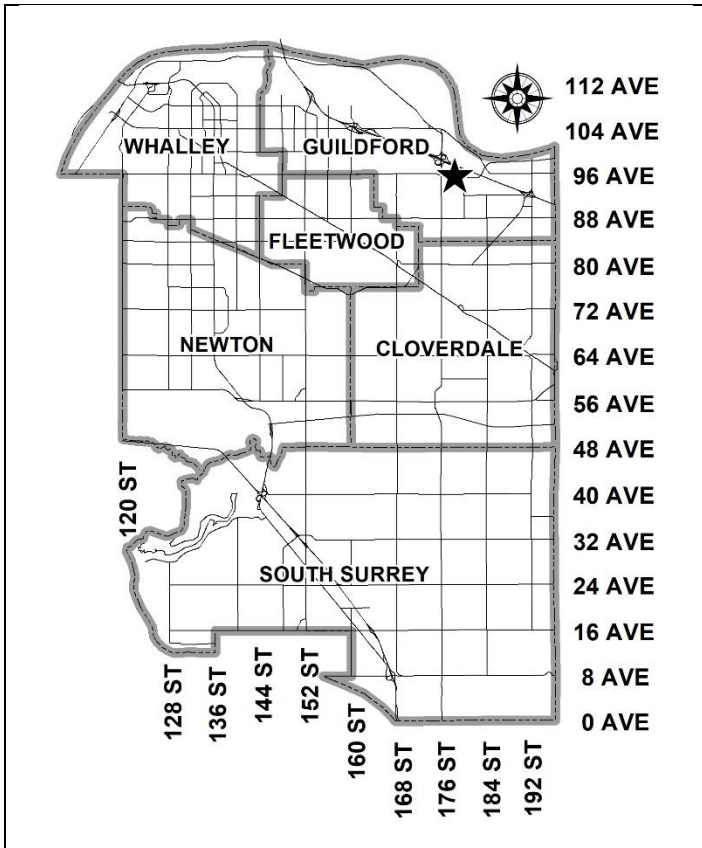 112 AVE
104 AVE
WHALLEY
GUILDFORD
96 AVE
88 AVE
FLEETWOOD
80 AVE
72 AVE
NEWTON
CLOVERDALE
64 AVE
56 AVE
48 AVE
120 ST
40 AVE
32 AVE
SOUTH SURREY
24 AVE
16 AVE
8 AVE
0 AVE
128 ST
136 ST
144 ST
152 ST
160 ST
168 ST
176 ST
184 ST
192 ST